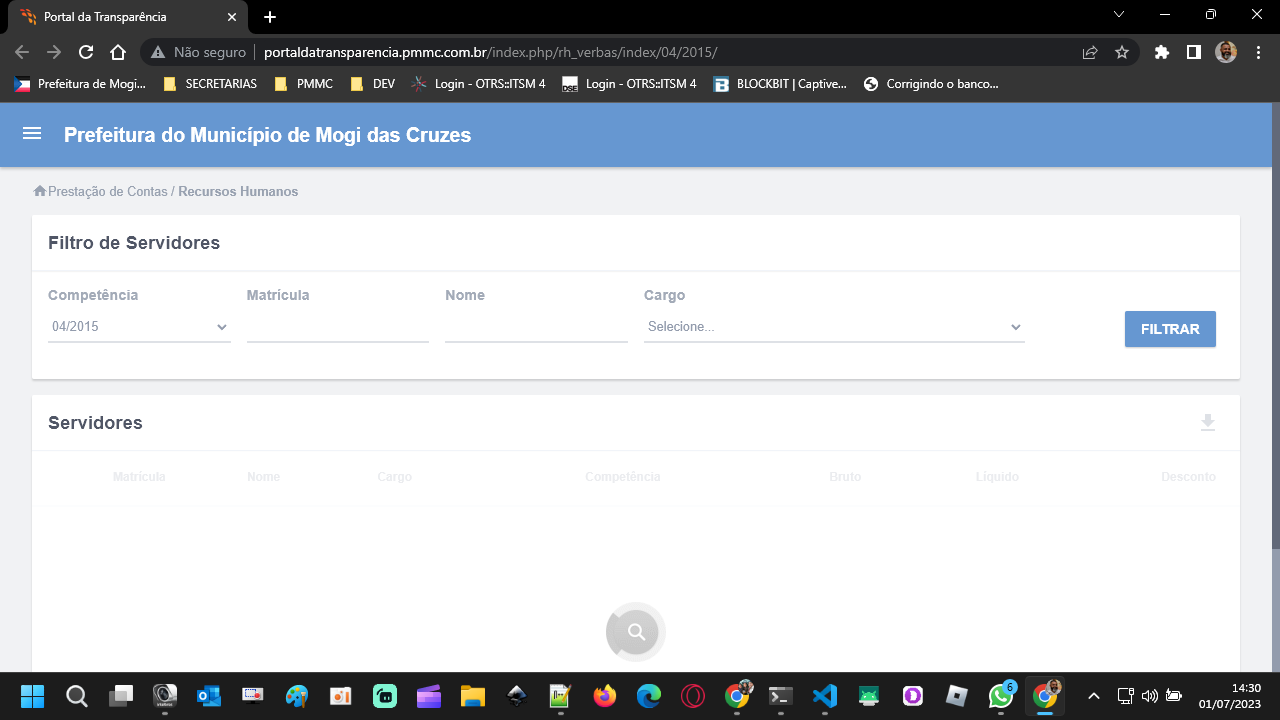 Portal da Transparência
Não seguro
portaldatransparencia.pmmc.com.br/index.php/rh_verbas/index/04/2015/
Prefeitura de Mogi...
SECRETARIAS
PMMC
DEV
Login - OTRS::ITSM 4
DSE
Login - OTRS::ITSM 4
B
BLOCKBIT | Captive...
Corrigindo o banco...
Prefeitura do Município de Mogi das Cruzes
Prestação de Contas / Recursos Humanos
Filtro de Servidores
Competência Matrícula Nome Cargo
04/2015 Selecione... FILTRAR
Servidores
Matrícula Nome Cargo Competência Bruto Líquido Desconto
6
14:30
01/07/2023